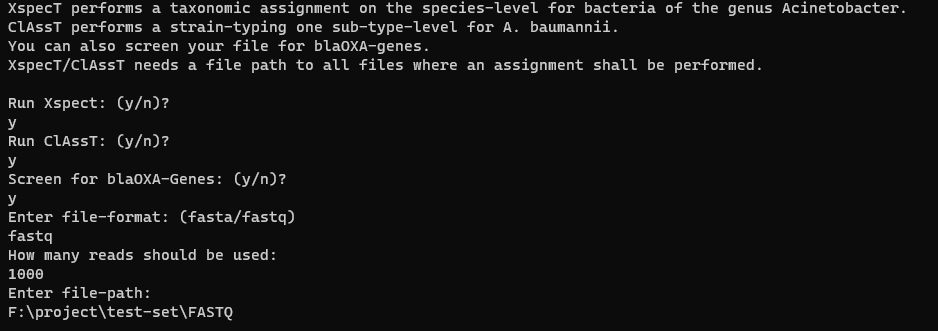 XspecT performs a taxonomic assignment on the species-level for bacteria of the genus Acinetobacter.
ClAssT performs a strain-typing one sub-type-level for A. baumannii.
You can also screen your file for blaOXA-genes.
XspecT/ClAssT needs a file path to all files where an assignment shall be performed.
Run Xspect: (y/n)?
y
Run ClAssT: (y/n)?
y
Screen for blaOXA-Genes: (y/n)?
y
Enter file-format: (fasta/fastq)
fastq
How many reads should be used:
1000
Enter file-path:
F:\project\test-set\FASTQ